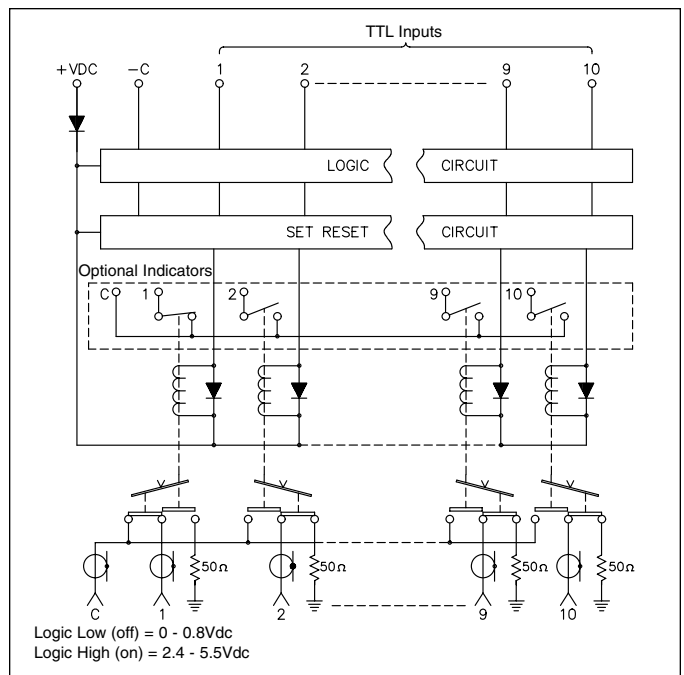 TTL Inputs
+VDC -C 1 2 9 10
LOGIC CIRCUIT
SET RESET CIRCUIT
Optional Indicators
C 1 2 9 10
50Ω 50Ω 50Ω 50Ω
C 1 2 9 10
Logic Low (off) = 0 - 0.8Vdc
Logic High (on) = 2.4 - 5.5Vdc